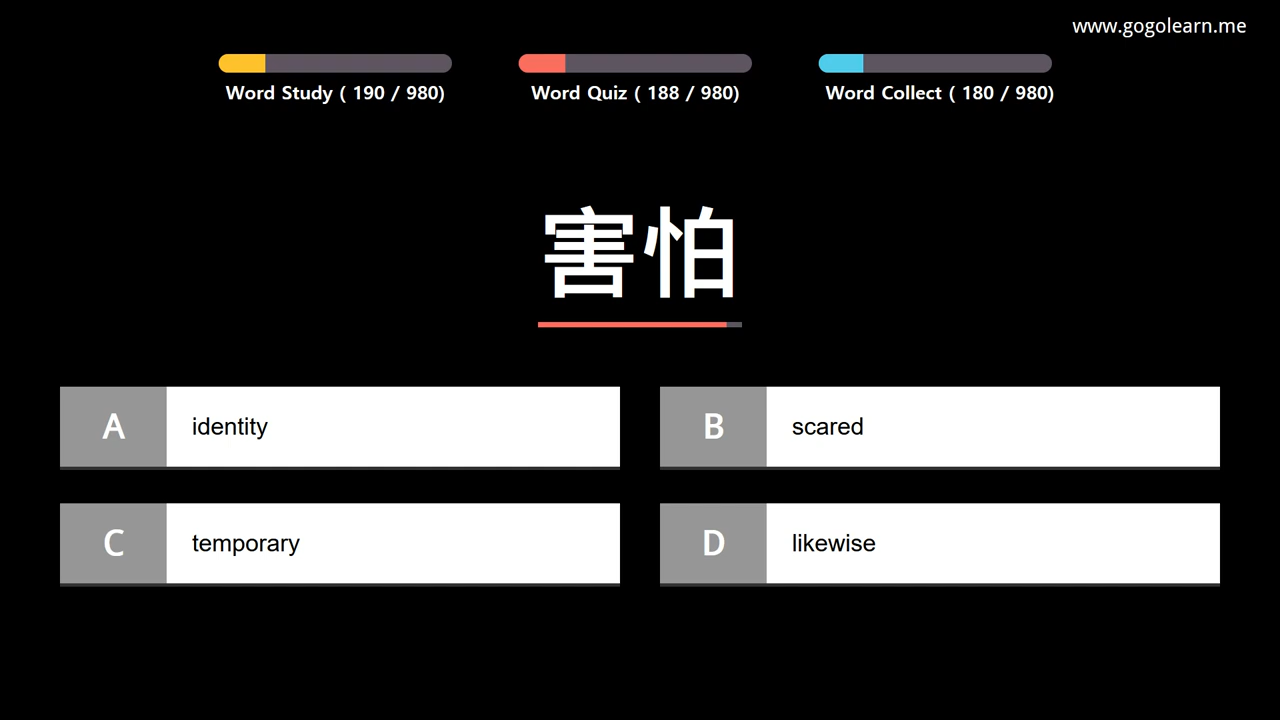 www.gogolearn.me
Word Study ( 190 / 980)
Word Quiz ( 188 / 980)
Word Collect ( 180 / 980)
害怕
A identity
B scared
C temporary
D likewise